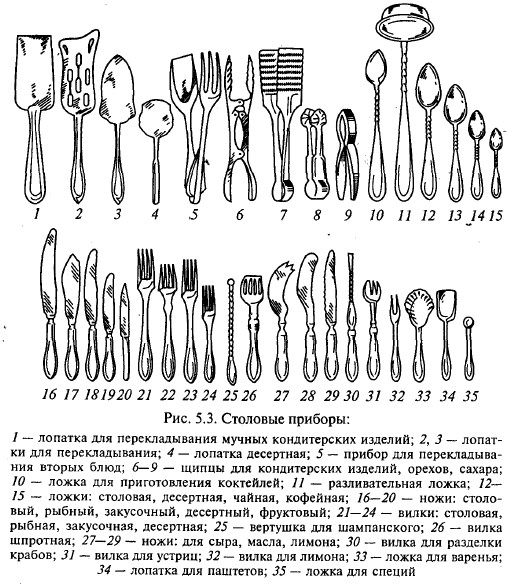 1 2 3 4 5 6 7 8 9 10 11 12 13 14 15
16 17 18 19 20 21 22 23 24 25 26 27 28 29 30 31 32 33 34 35
Рис. 5.3. Столовые приборы:
1 — лопатка для перекладывания мучных кондитерских изделий; 2, 3 — лопат-
ки для перекладывания; 4 — лопатка десертная; 5 — прибор для перекладыва-
ния вторых блюд; 6—9 — щипцы для кондитерских изделий, орехов, сахара;
10 — ложка для приготовления коктейлей; 11 — разливательная ложка; 12—
15 — ложки: столовая, десертная, чайная, кофейная; 16—20 — ножи: столо-
вый, рыбный, закусочный, десертный, фруктовый; 21—24 — вилки: столовая,
рыбная, закусочная, десертная; 25 — вертушка для шампанского; 26 — вилка
шпротная; 27—29 — ножи: для сыра, масла, лимона; 30 — вилка для разделки
крабов; 31 — вилка для устриц; 32 — вилка для лимона; 33 — ложка для варенья;
34 — лопатка для паштетов; 35 — ложка для специй